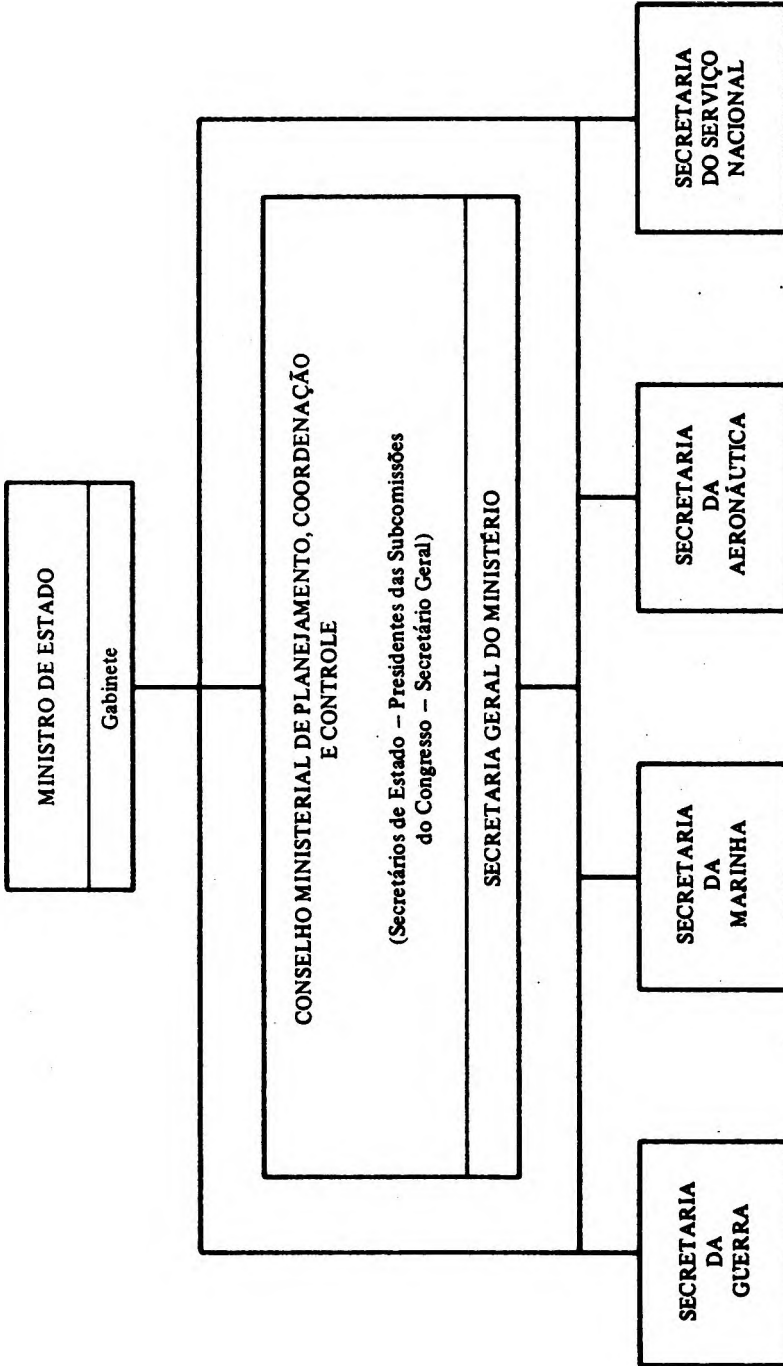 MINISTRO DE ESTADO
Gabinete
CONSELHO MINISTERIAL DE PLANEJAMENTO, COORDENAÇÃO
E CONTROLE
(Secretários de Estado – Presidentes das Subcomissões
do Congresso – Secretário Geral)
SECRETARIA GERAL DO MINISTÉRIO
SECRETARIA
DA
GUERRA
SECRETARIA
DA
MARINHA
SECRETARIA
DA
AERONÁUTICA
SECRETARIA
DO SERVIÇO
NACIONAL